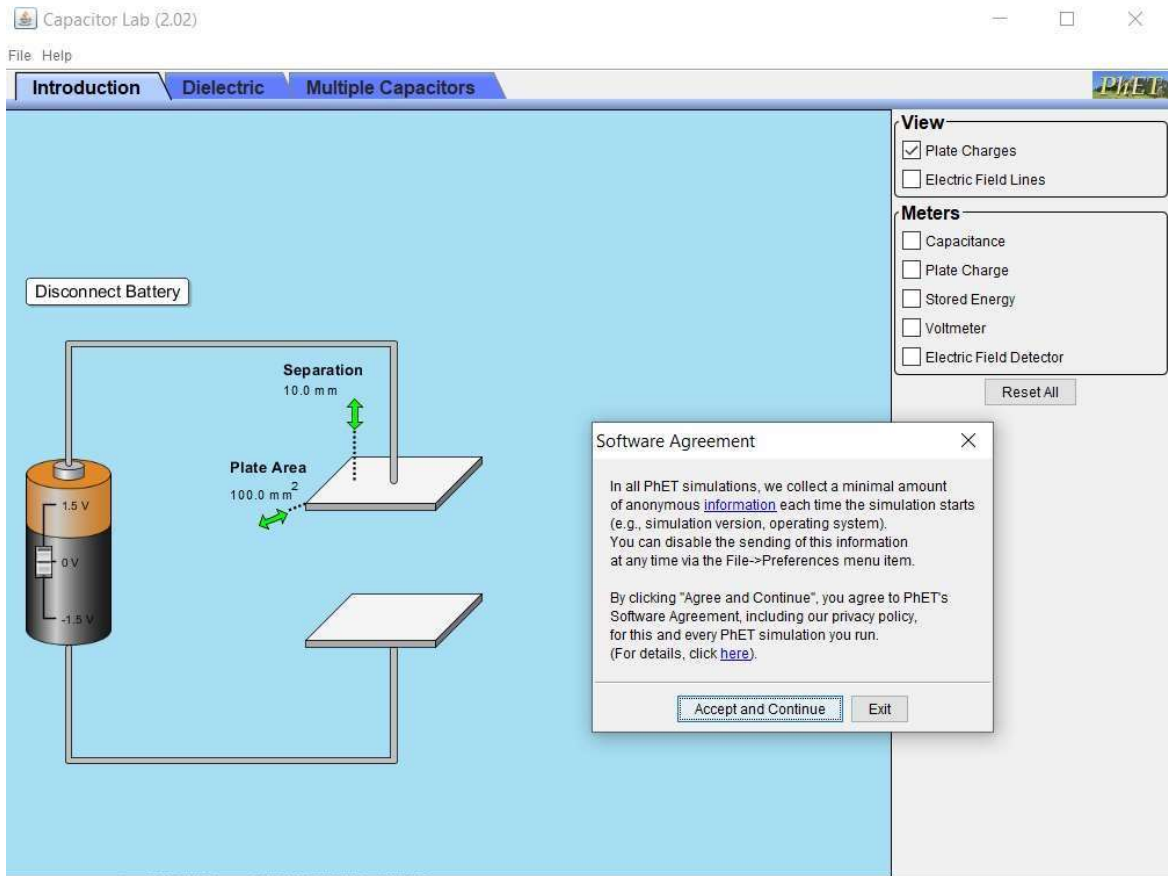 Capacitor Lab (2.02)
File Help
Introduction Dielectric Multiple Capacitors
PhET
View
Plate Charges
Electric Field Lines
Meters
Capacitance
Plate Charge
Stored Energy
Voltmeter
Electric Field Detector
Reset All
Disconnect Battery
Separation
10.0 mm
Plate Area
100.0 mm²
1.5 V
0 V
-1.5 V
Software Agreement
In all PhET simulations, we collect a minimal amount
of anonymous information each time the simulation starts
(e.g., simulation version, operating system).
You can disable the sending of this information
at any time via the File->Preferences menu item.
By clicking "Agree and Continue", you agree to PhET's
Software Agreement, including our privacy policy,
for this and every PhET simulation you run.
(For details, click here).
Accept and Continue Exit